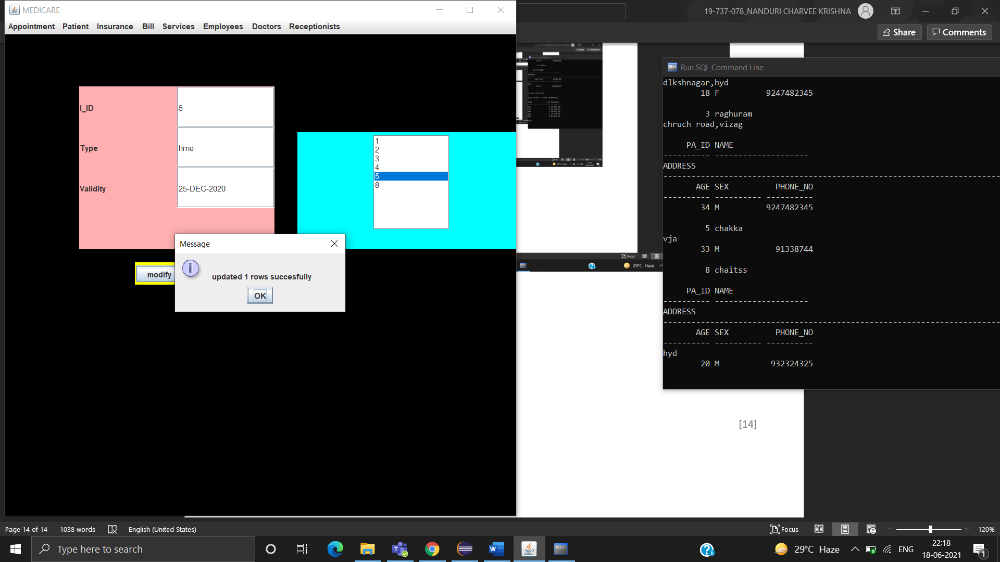 MEDICARE
Appointment Patient Insurance Bill Services Employees Doctors Receptionists
I_ID
5
Type
hmo
Validity
25-DEC-2020
1
2
3
4
5
8
modify
Message
updated 1 rows succesfully
OK
19-737-078_NANDURI CHARVEE KRISHNA
Share
Comments
Focus
29°C Haze
Run SQL Command Line
dlkshnagar,hyd
18 F 9247482345
3 raghuram
chruch road,vizag
PA_ID NAME
---------- --------------------
ADDRESS
--------------------------------------------------------------------------------
AGE SEX PHONE_NO
---------- ---------- ----------
34 M 9247482345
5 chakka
vja
33 M 91338744
8 chaitss
PA_ID NAME
---------- --------------------
ADDRESS
--------------------------------------------------------------------------------
AGE SEX PHONE_NO
---------- ---------- ----------
hyd
20 M 932324325
[14]
Page 14 of 14 1038 words English (United States) Focus 120%
Type here to search
29°C Haze ENG 22:18
18-06-2021
1